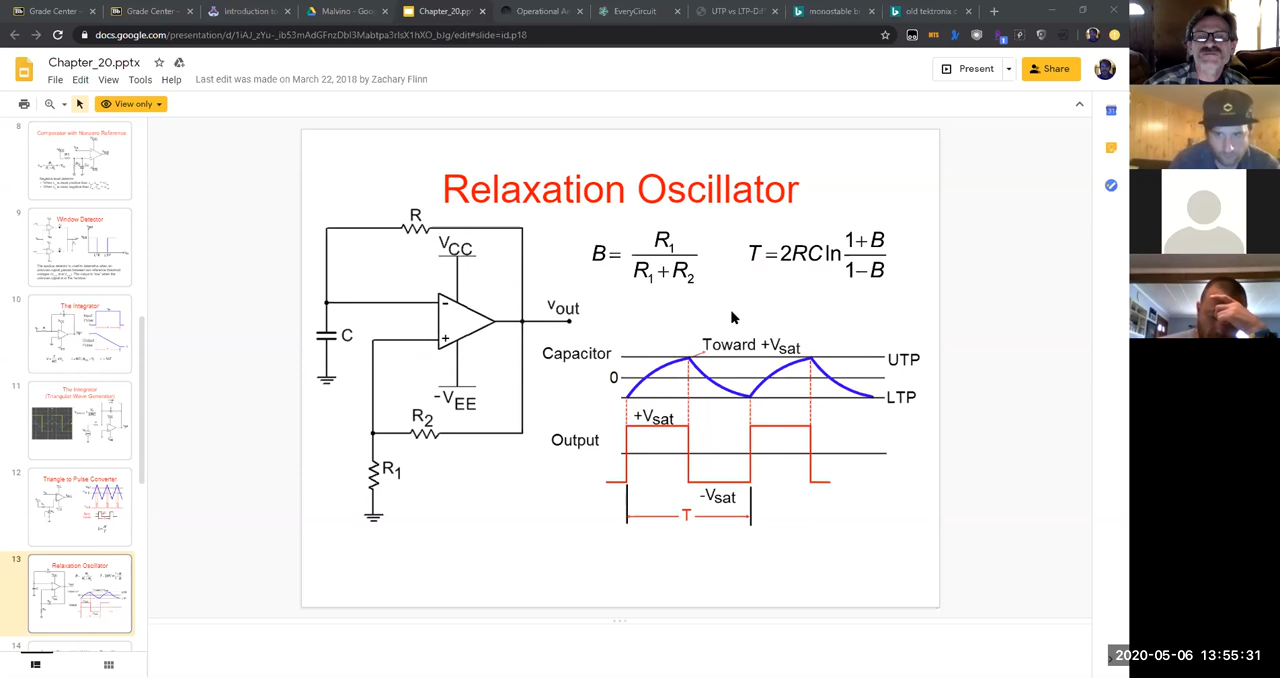 Grade Center -
Grade Center -
introduction to
Malvino - Goo
Chapter_20.pp
Operational An
EveryCircuit
UTP vs LTP-Dif
monostable b
old tektronix c
docs.google.com/presentation/d/
edit#slide=id.p18
Chapter_20.pptx
File Edit View Tools Help
Last edit was made on March 22, 2018 by Zachary Flinn
Present
Share
View only
8
Comparator with Nonzero Reference
9
Window Detector
10
The Integrator
11
The Integrator
(Triangular Wave Generator)
12
Triangle to Pulse Converter
13
Relaxation Oscillator
14
Relaxation Oscillator
R
VCC
B = R1 / R1 + R2
T = 2RC ln 1+B / 1−B
vout
-
+
C
-VEE
R2
R1
Toward +Vsat
Capacitor
UTP
0
LTP
+Vsat
Output
-Vsat
T
2020-05-06 13:55:31